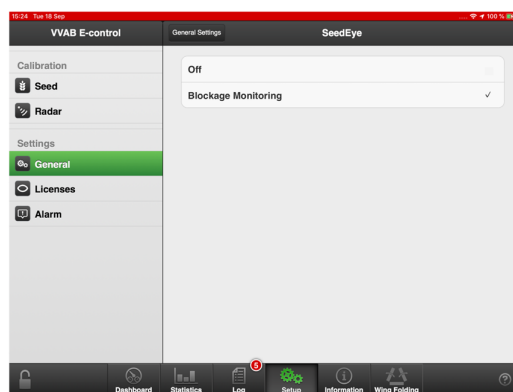 15:24 Tue 18 Sep
100 %
VVAB E-control
General Settings
SeedEye
Calibration
Seed
Radar
Settings
General
Licenses
Alarm
Off
Blockage Monitoring
5
Dashboard
Statistics
Log
Setup
Information
Wing Folding